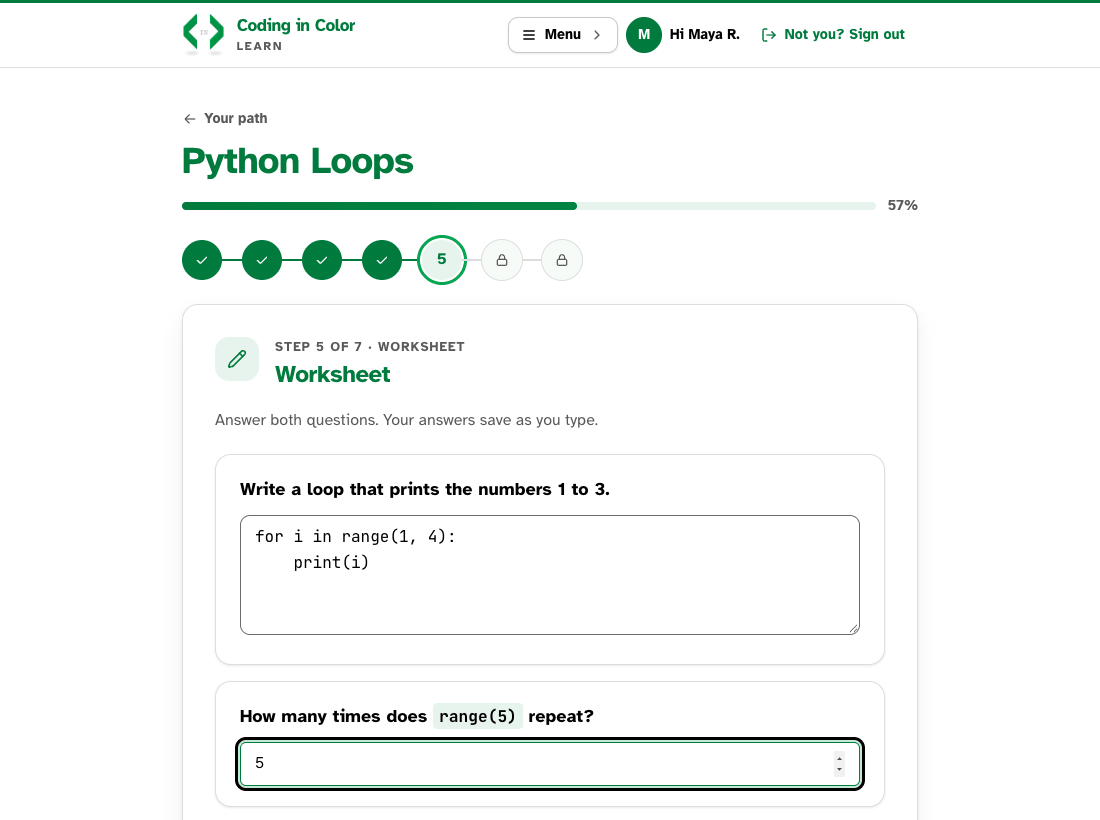 IN
Coding in Color
LEARN
Menu
M
Hi Maya R.
Not you? Sign out
Your path
Python Loops
57%
5
STEP 5 OF 7 · WORKSHEET
Worksheet
Answer both questions. Your answers save as you type.
Write a loop that prints the numbers 1 to 3.
for i in range(1, 4):
    print(i)
How many times does range(5) repeat?
5